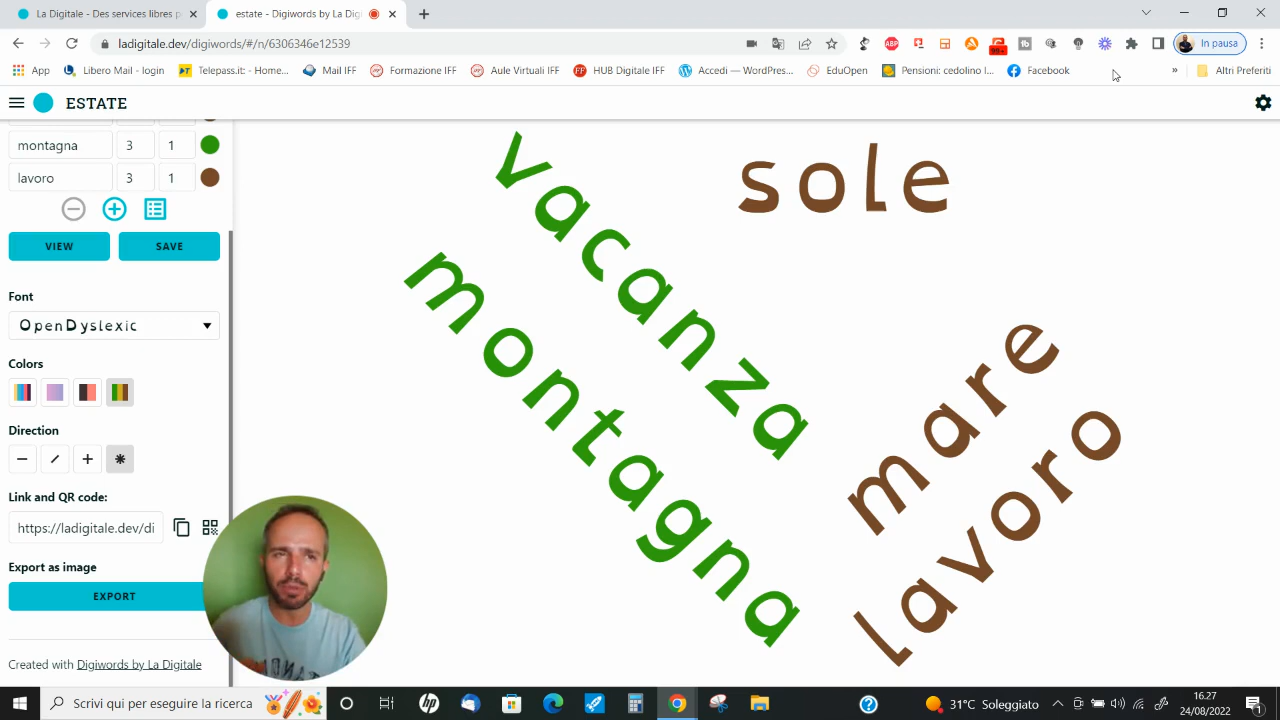 La Digitale - Des services libres p
estate - Digiwords by La Digi
ladigitale.dev/digiwords/#/n/6306356e12539
In pausa
App
Libero Mail - login
Telepass.it - Home...
Mail IFF
Formazione IFF
Aule Virtuali IFF
HUB Digitale IFF
Accedi — WordPres...
EduOpen
Pensioni: cedolino I...
Facebook
»
Altri Preferiti
ESTATE
montagna 3 1
lavoro 3 1
VIEW SAVE
Font
OpenDyslexic
Colors
Direction
Link and QR code:
https://ladigitale.dev/di
Export as image
EXPORT
Created with Digiwords by La Digitale
vacanza
sole
montagna
mare
lavoro
Scrivi qui per eseguire la ricerca
31°C Soleggiato
16.27
24/08/2022